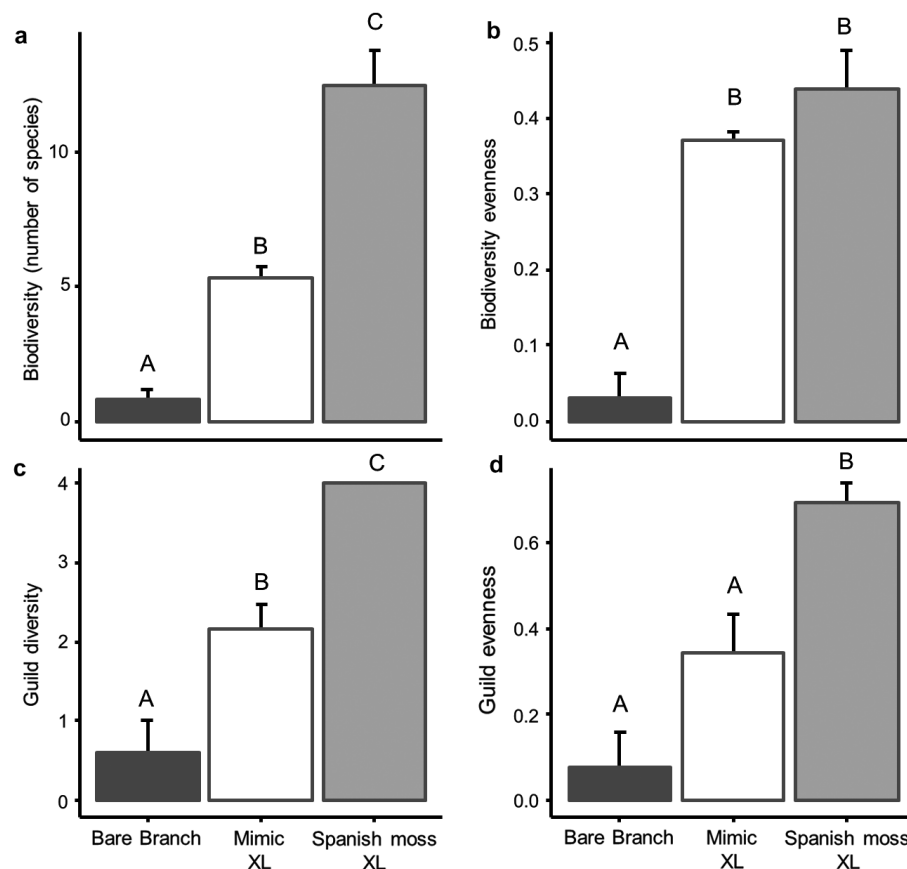 a
Biodiversity (number of species)
10
5
0
A
B
C
b
Biodiversity evenness
0.5
0.4
0.3
0.2
0.1
0.0
A
B
B
c
Guild diversity
4
3
2
1
0
A
B
C
Bare Branch
Mimic
XL
Spanish moss
XL
d
Guild evenness
0.6
0.4
0.2
0.0
A
A
B
Bare Branch
Mimic
XL
Spanish moss
XL